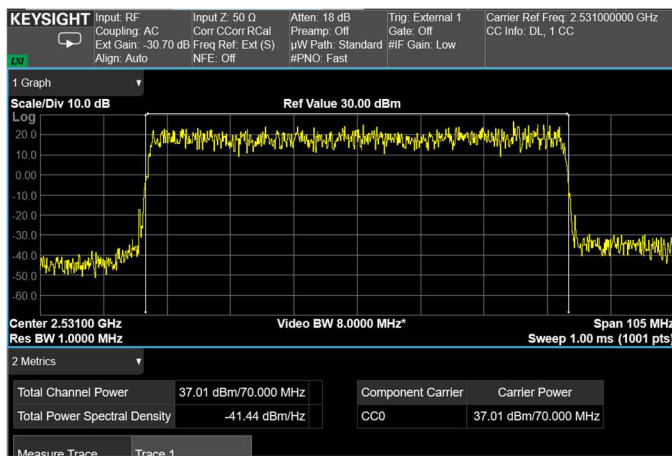 KEYSIGHT Input: RF Input Z: 50 Ω Atten: 18 dB Trig: External 1 Carrier Ref Freq: 2.531000000 GHz
Coupling: AC Corr CCorr RCal Preamp: Off Gate: Off CC Info: DL, 1 CC
Ext Gain: -30.70 dB Freq Ref: Ext (S) µW Path: Standard #IF Gain: Low
LXI Align: Auto NFE: Off #PNO: Fast
1 Graph
Scale/Div 10.0 dB Ref Value 30.00 dBm
Log
20.0
10.0
0.00
-10.0
-20.0
-30.0
-40.0
-50.0
-60.0
Center 2.53100 GHz Video BW 8.0000 MHz* Span 105 MHz
Res BW 1.0000 MHz Sweep 1.00 ms (1001 pts)
2 Metrics
Total Channel Power 37.01 dBm/70.000 MHz Component Carrier Carrier Power
Total Power Spectral Density -41.44 dBm/Hz CC0 37.01 dBm/70.000 MHz
Measure Trace Trace 1